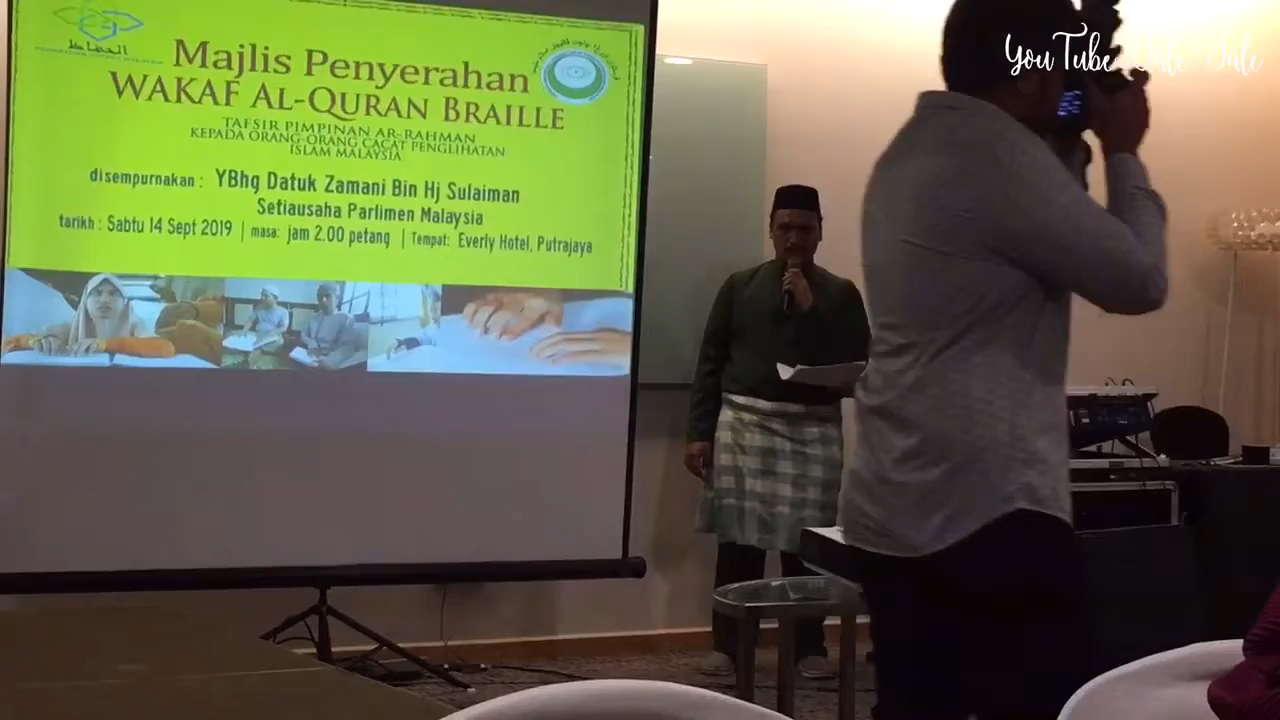 YouTube
الحفاظ
Majlis Penyerahan
WAKAF AL-QURAN BRAILLE
TAFSIR PIMPINAN AR-RAHMAN
KEPADA ORANG-ORANG CACAT PENGLIHATAN
ISLAM MALAYSIA
disempurnakan : YBhg Datuk Zamani Bin Hj Sulaiman
Setiausaha Parlimen Malaysia
tarikh : Sabtu 14 Sept 2019 | masa: jam 2.00 petang | Tempat: Everly Hotel, Putrajaya